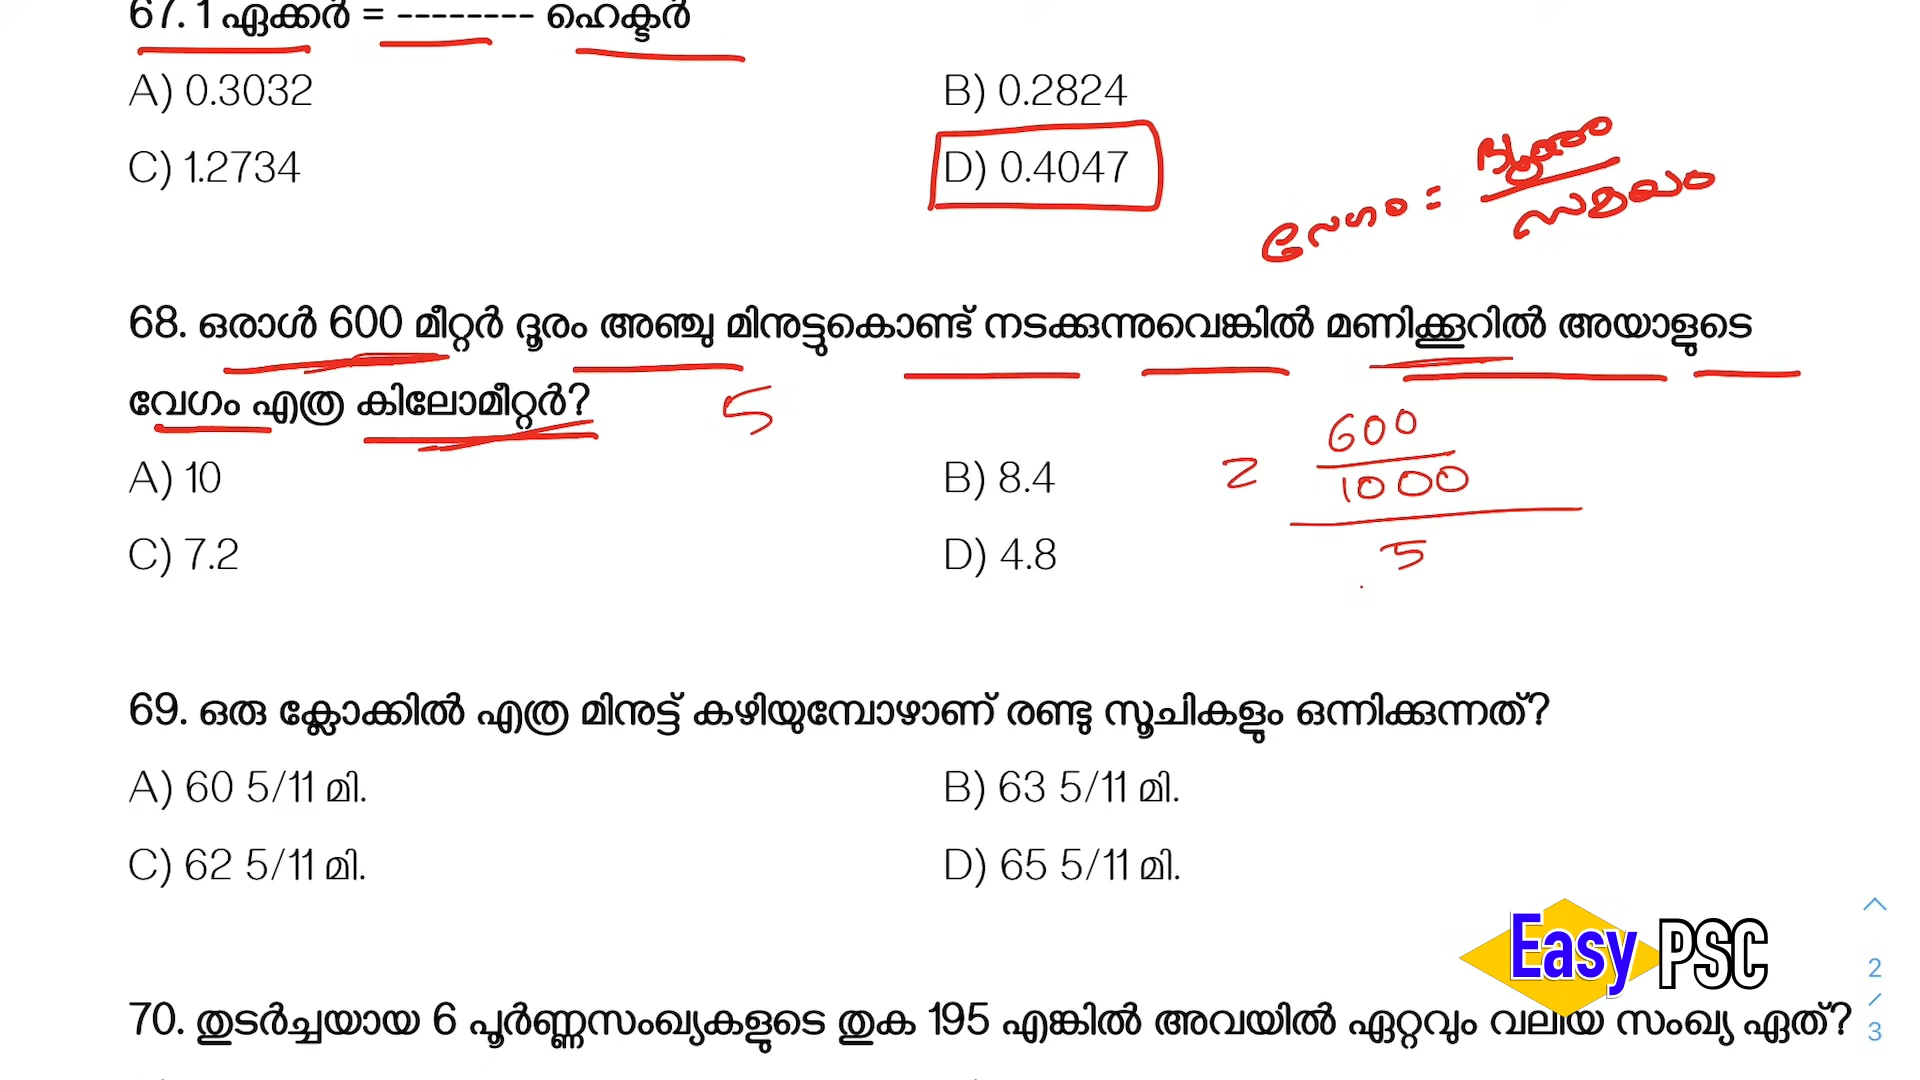 67. 1 ഏക്കർ = -------- ഹെക്ടർ
A) 0.3032
B) 0.2824
C) 1.2734
D) 0.4047
വേഗം = ദൂരം / സമയം
68. ഒരാൾ 600 മീറ്റർ ദൂരം അഞ്ചു മിനുട്ടുകൊണ്ട് നടക്കുന്നുവെങ്കിൽ മണിക്കൂറിൽ അയാളുടെ
വേഗം എത്ര കിലോമീറ്റർ?
5
A) 10
B) 8.4
C) 7.2
D) 4.8
600
1000
5
69. ഒരു ക്ലോക്കിൽ എത്ര മിനുട്ട് കഴിയുമ്പോഴാണ് രണ്ടു സൂചികളും ഒന്നിക്കുന്നത്?
A) 60 5/11 മി.
B) 63 5/11 മി.
C) 62 5/11 മി.
D) 65 5/11 മി.
Easy PSC
2
/
3
70. തുടർച്ചയായ 6 പൂർണ്ണസംഖ്യകളുടെ തുക 195 എങ്കിൽ അവയിൽ ഏറ്റവും വലിയ സംഖ്യ ഏത്?